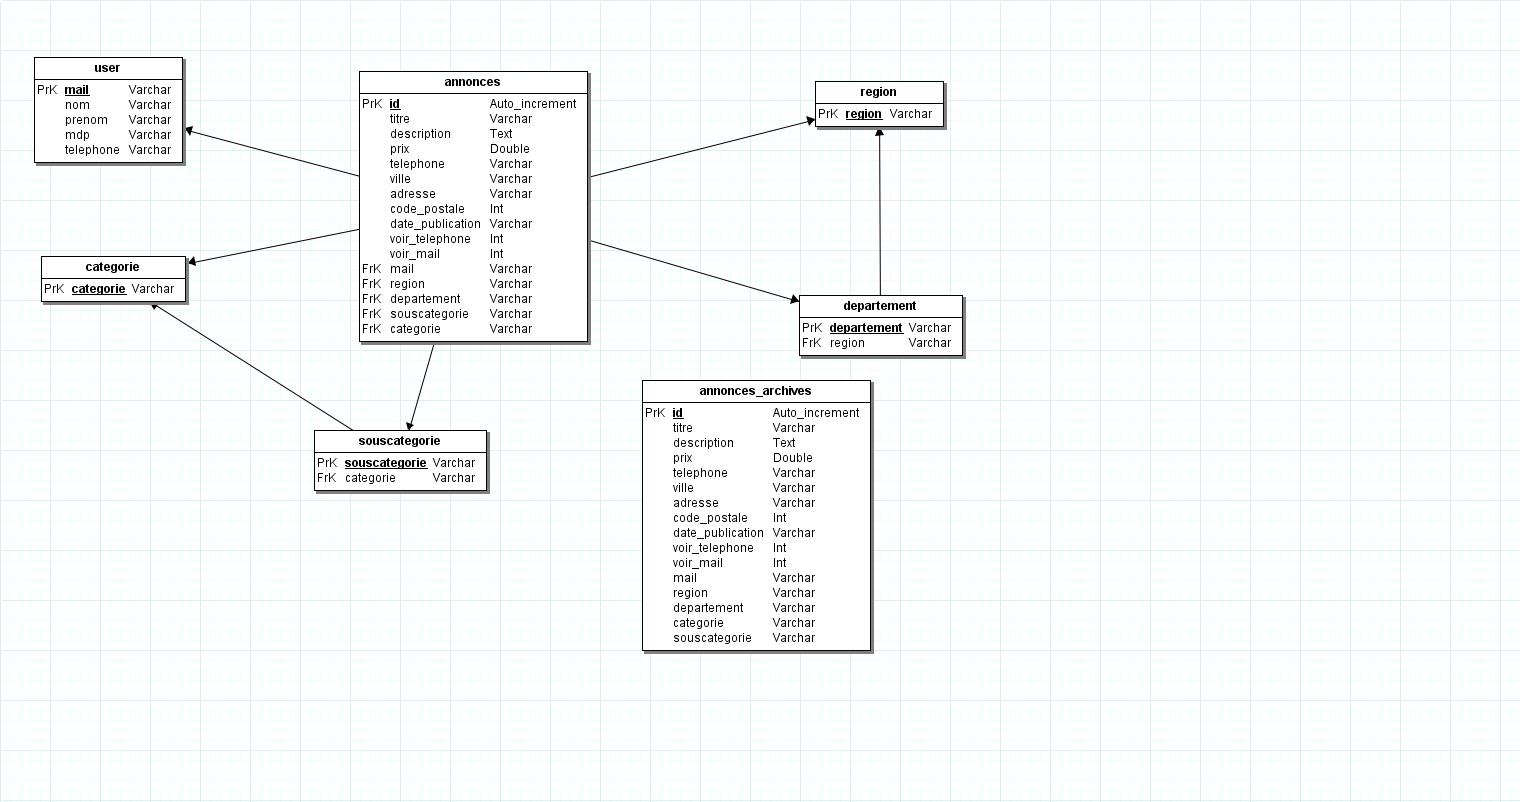 user
PrK mail Varchar
nom Varchar
prenom Varchar
mdp Varchar
telephone Varchar
annonces
PrK id Auto_increment
titre Varchar
description Text
prix Double
telephone Varchar
ville Varchar
adresse Varchar
code_postale Int
date_publication Varchar
voir_telephone Int
voir_mail Int
FrK mail Varchar
FrK region Varchar
FrK departement Varchar
FrK souscategorie Varchar
FrK categorie Varchar
region
PrK region Varchar
categorie
PrK categorie Varchar
departement
PrK departement Varchar
FrK region Varchar
souscategorie
PrK souscategorie Varchar
FrK categorie Varchar
annonces_archives
PrK id Auto_increment
titre Varchar
description Text
prix Double
telephone Varchar
ville Varchar
adresse Varchar
code_postale Int
date_publication Varchar
voir_telephone Int
voir_mail Int
mail Varchar
region Varchar
departement Varchar
categorie Varchar
souscategorie Varchar